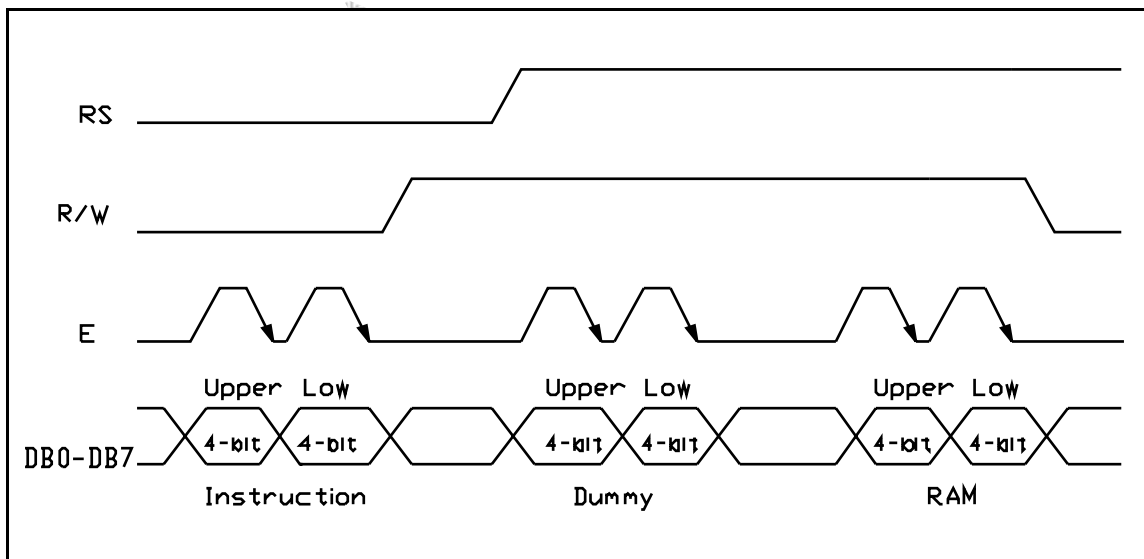 RS
R/W
E
Upper Low Upper Low Upper Low
DB0-DB7 4-bit 4-bit 4-bit 4-bit 4-bit 4-bit
Instruction Dummy RAM